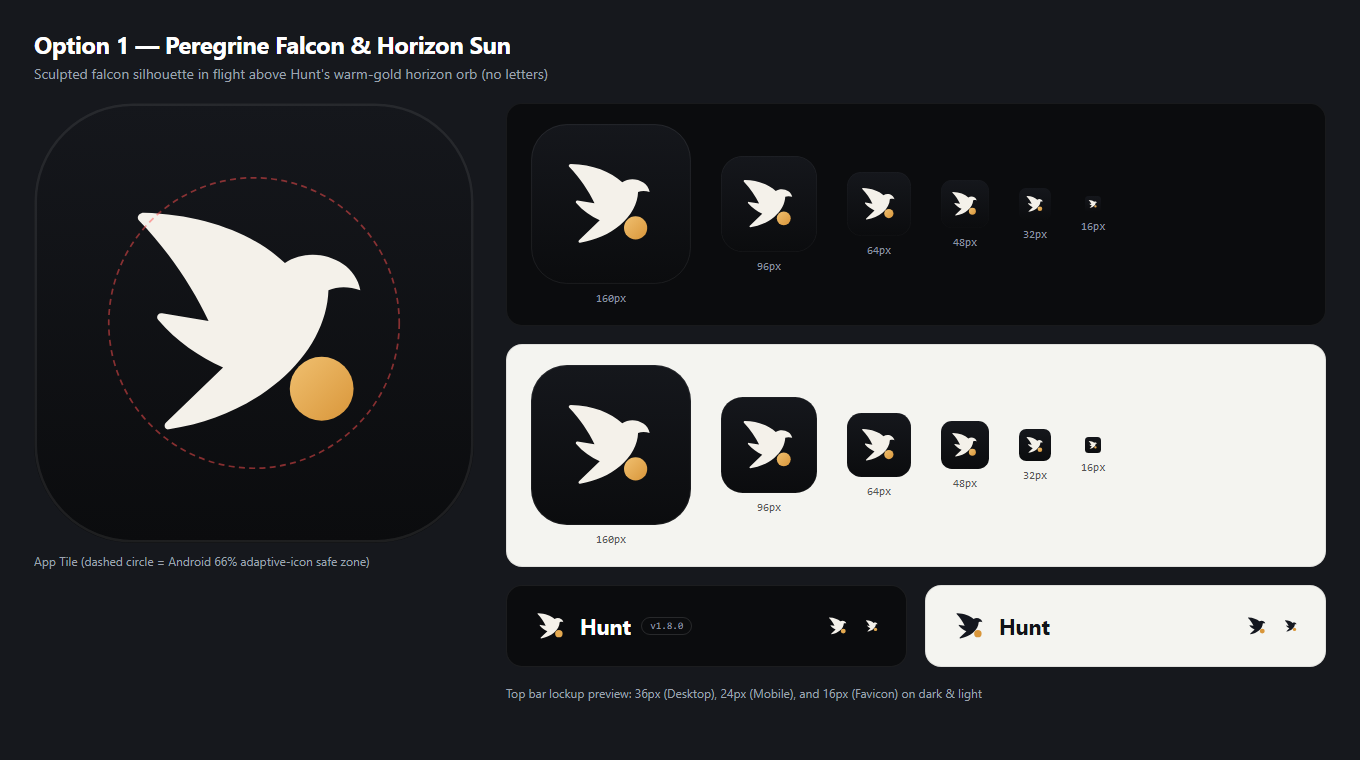 Option 1 — Peregrine Falcon & Horizon Sun
Sculpted falcon silhouette in flight above Hunt's warm-gold horizon orb (no letters)
160px
96px
64px
48px
32px
16px
App Tile (dashed circle = Android 66% adaptive-icon safe zone)
160px
96px
64px
48px
32px
16px
Hunt v1.8.0
Hunt
Top bar lockup preview: 36px (Desktop), 24px (Mobile), and 16px (Favicon) on dark & light